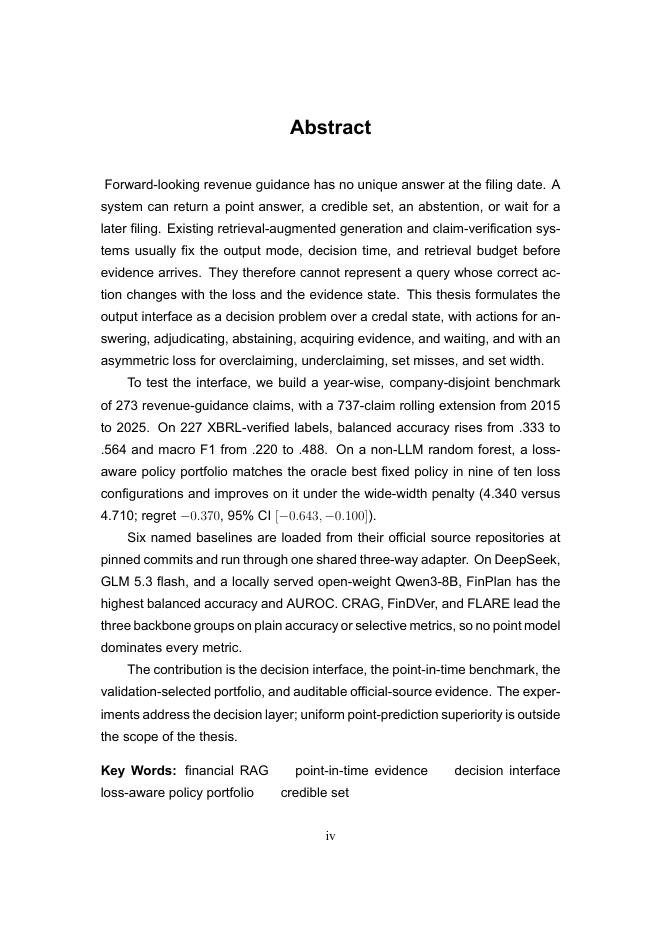 Abstract
Forward-looking revenue guidance has no unique answer at the filing date. A
system can return a point answer, a credible set, an abstention, or wait for a
later filing. Existing retrieval-augmented generation and claim-verification sys-
tems usually fix the output mode, decision time, and retrieval budget before
evidence arrives. They therefore cannot represent a query whose correct ac-
tion changes with the loss and the evidence state. This thesis formulates the
output interface as a decision problem over a credal state, with actions for an-
swering, adjudicating, abstaining, acquiring evidence, and waiting, and with an
asymmetric loss for overclaiming, underclaiming, set misses, and set width.
To test the interface, we build a year-wise, company-disjoint benchmark
of 273 revenue-guidance claims, with a 737-claim rolling extension from 2015
to 2025. On 227 XBRL-verified labels, balanced accuracy rises from .333 to
.564 and macro F1 from .220 to .488. On a non-LLM random forest, a loss-
aware policy portfolio matches the oracle best fixed policy in nine of ten loss
configurations and improves on it under the wide-width penalty (4.340 versus
4.710; regret −0.370, 95% CI [−0.643, −0.100]).
Six named baselines are loaded from their official source repositories at
pinned commits and run through one shared three-way adapter. On DeepSeek,
GLM 5.3 flash, and a locally served open-weight Qwen3-8B, FinPlan has the
highest balanced accuracy and AUROC. CRAG, FinDVer, and FLARE lead the
three backbone groups on plain accuracy or selective metrics, so no point model
dominates every metric.
The contribution is the decision interface, the point-in-time benchmark, the
validation-selected portfolio, and auditable official-source evidence. The exper-
iments address the decision layer; uniform point-prediction superiority is outside
the scope of the thesis.
Key Words: financial RAG point-in-time evidence decision interface
loss-aware policy portfolio credible set
iv